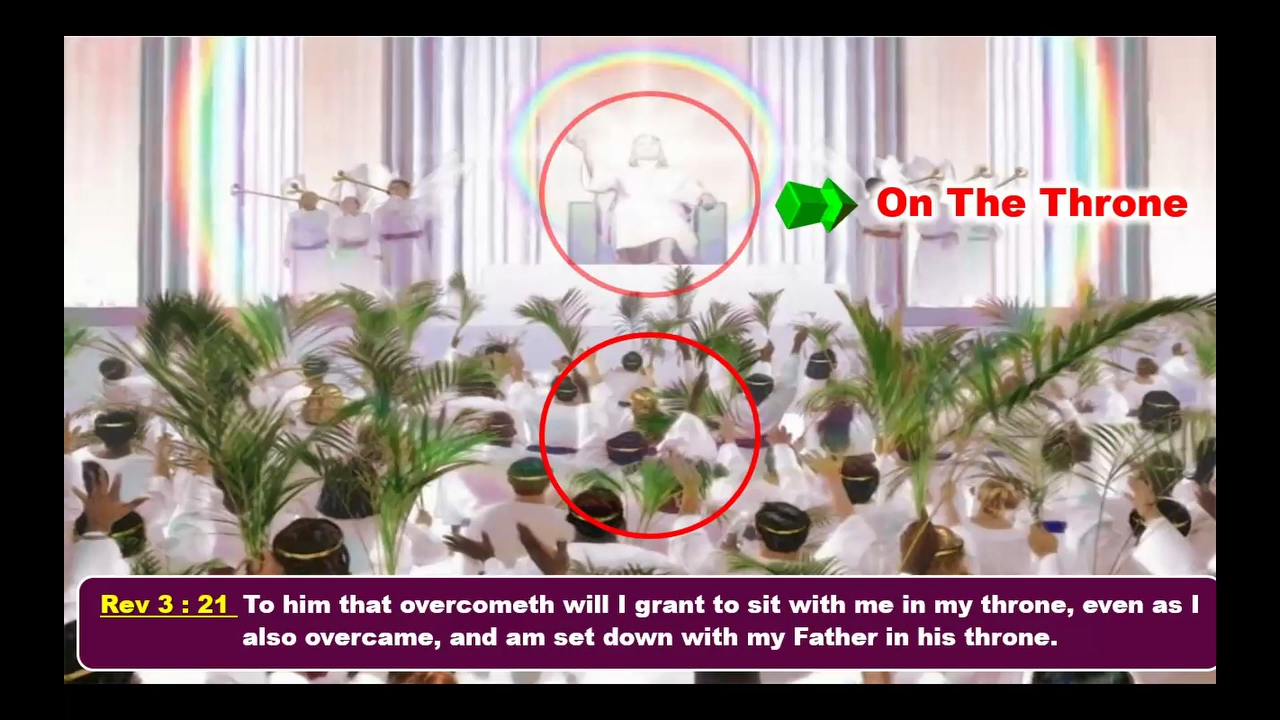 On The Throne
Rev 3 : 21 To him that overcometh will I grant to sit with me in my throne, even as I
also overcame, and am set down with my Father in his throne.